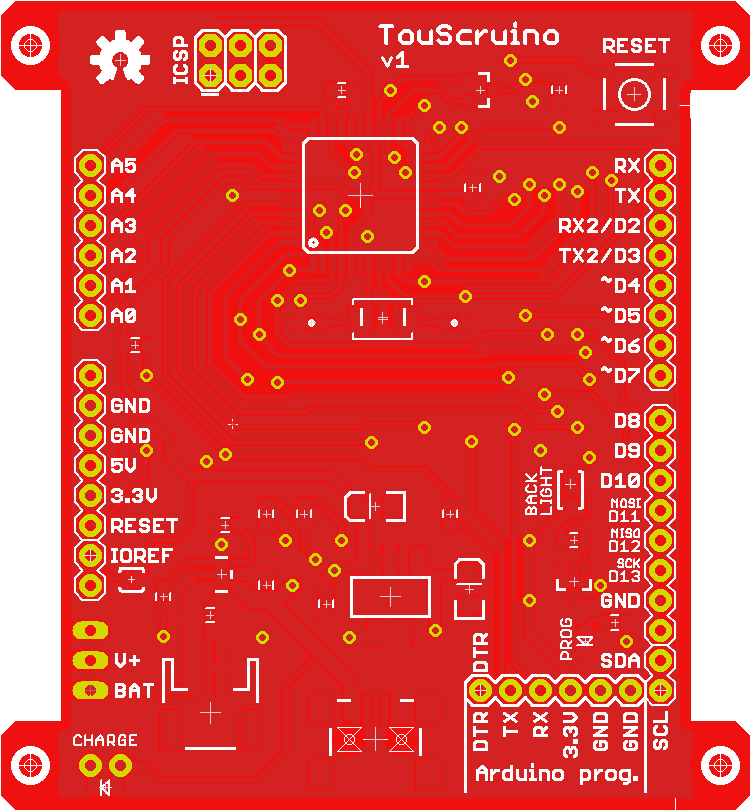 TouScruino
v1
ICSP
RESET
A5
A4
A3
A2
A1
A0
RX
TX
RX2/D2
TX2/D3
~D4
~D5
~D6
~D7
GND
GND
5V
3.3V
RESET
IOREF
V+
BAT
CHARGE
D8
D9
D10
MOSI
D11
MISO
D12
SCK
D13
GND
SDA
BACK
LIGHT
PROG
DTR
DTR
TX
RX
3.3V
GND
GND
SCL
Arduino prog.